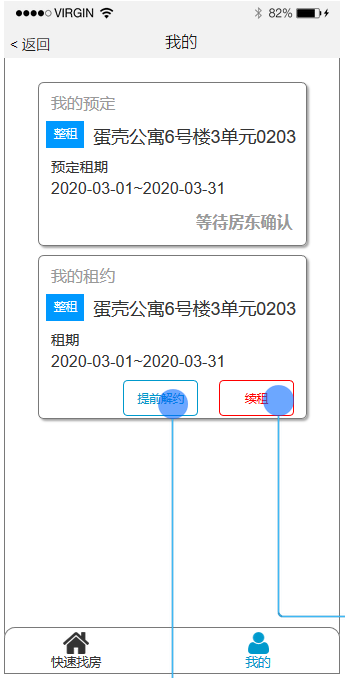 VIRGIN
82%
< 返回
我的
我的预定
整租 蛋壳公寓6号楼3单元0203
预定租期
2020-03-01~2020-03-31
等待房东确认
我的租约
整租 蛋壳公寓6号楼3单元0203
租期
2020-03-01~2020-03-31
提前解约 续租
快速找房 我的